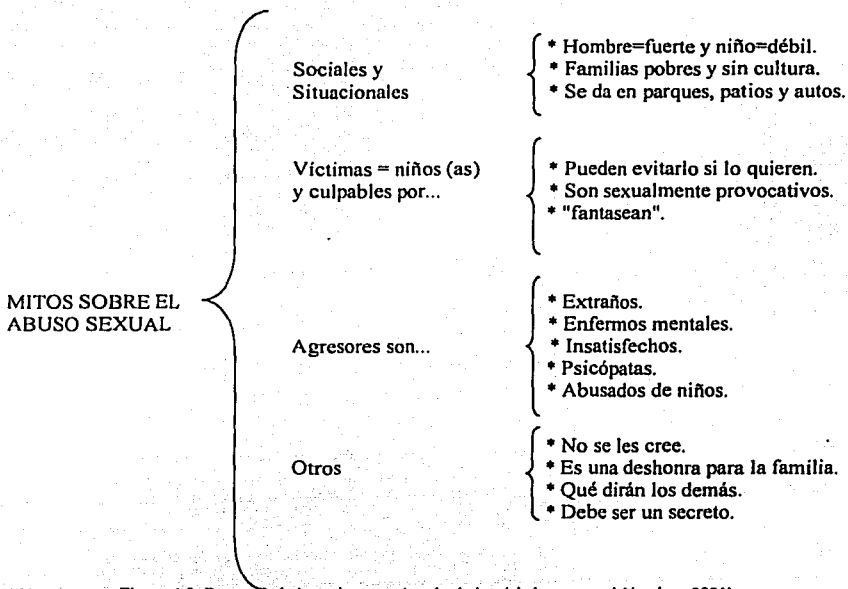 MITOS SOBRE EL
ABUSO SEXUAL
Sociales y
Situacionales
* Hombre=fuerte y niño=débil.
* Familias pobres y sin cultura.
* Se da en parques, patios y autos.
Víctimas = niños (as)
y culpables por...
* Pueden evitarlo si lo quieren.
* Son sexualmente provocativos.
* "fantasean".
Agresores son...
* Extraños.
* Enfermos mentales.
* Insatisfechos.
* Psicópatas.
* Abusados de niños.
Otros
* No se les cree.
* Es una deshonra para la familia.
* Qué dirán los demás.
* Debe ser un secreto.